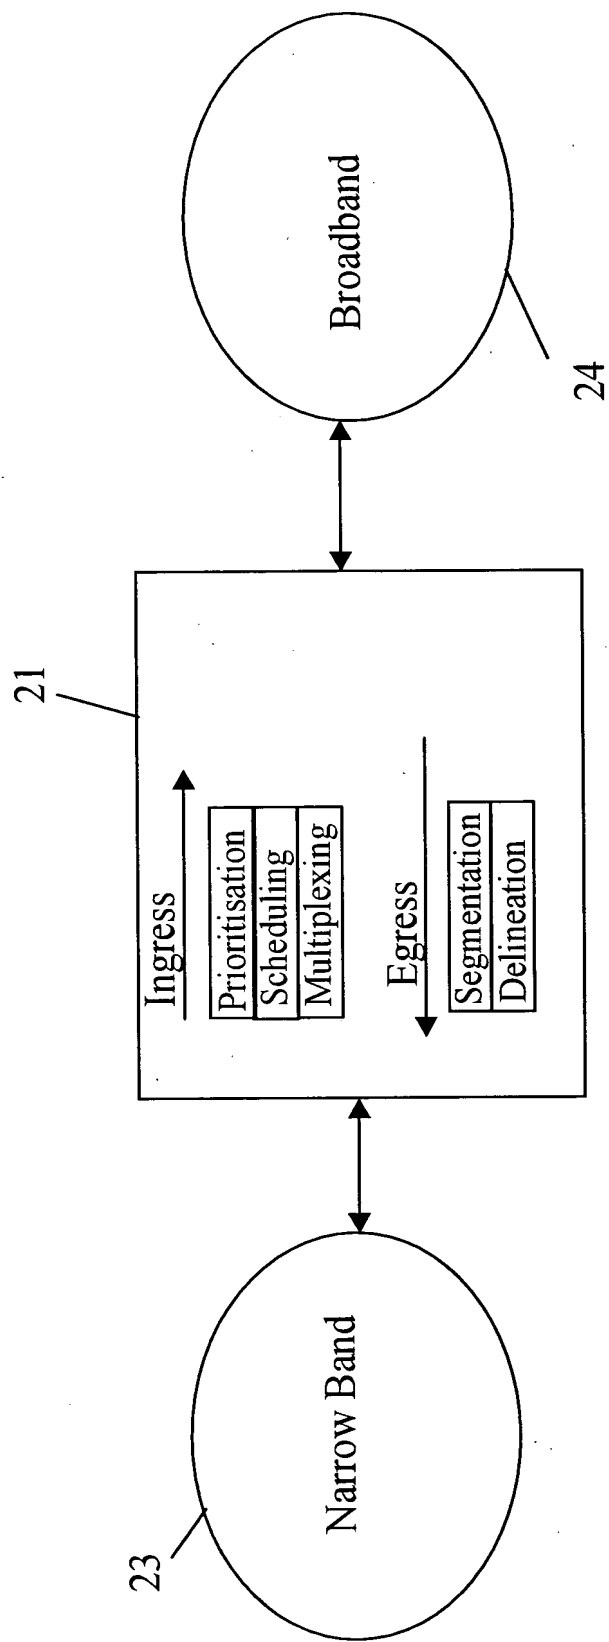 21
Ingress
Prioritisation
Scheduling
Multiplexing
Egress
Segmentation
Delineation
23
Narrow Band
Broadband
24